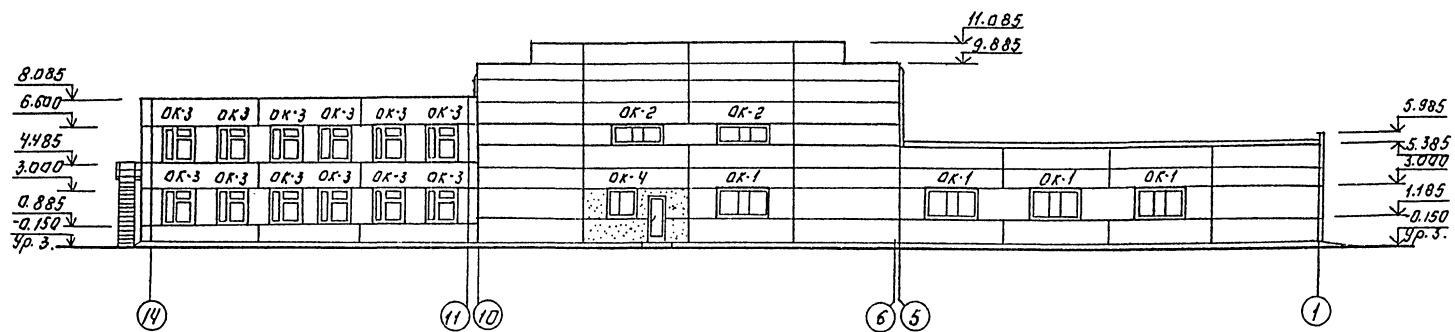 11.085
9.885
8.085
6.600
4.485
3.000
0.885
-0.150
Ур. З.
ОК-3 ОК-3 ОК-3 ОК-3 ОК-3 ОК-3
ОК-3 ОК-3 ОК-3 ОК-3 ОК-3 ОК-3
ОК-2 ОК-2
ОК-4 ОК-1
ОК-1 ОК-1 ОК-1
5.985
5.385
3.000
1.185
-0.150
Ур. З.
14 11 10 6 5 1